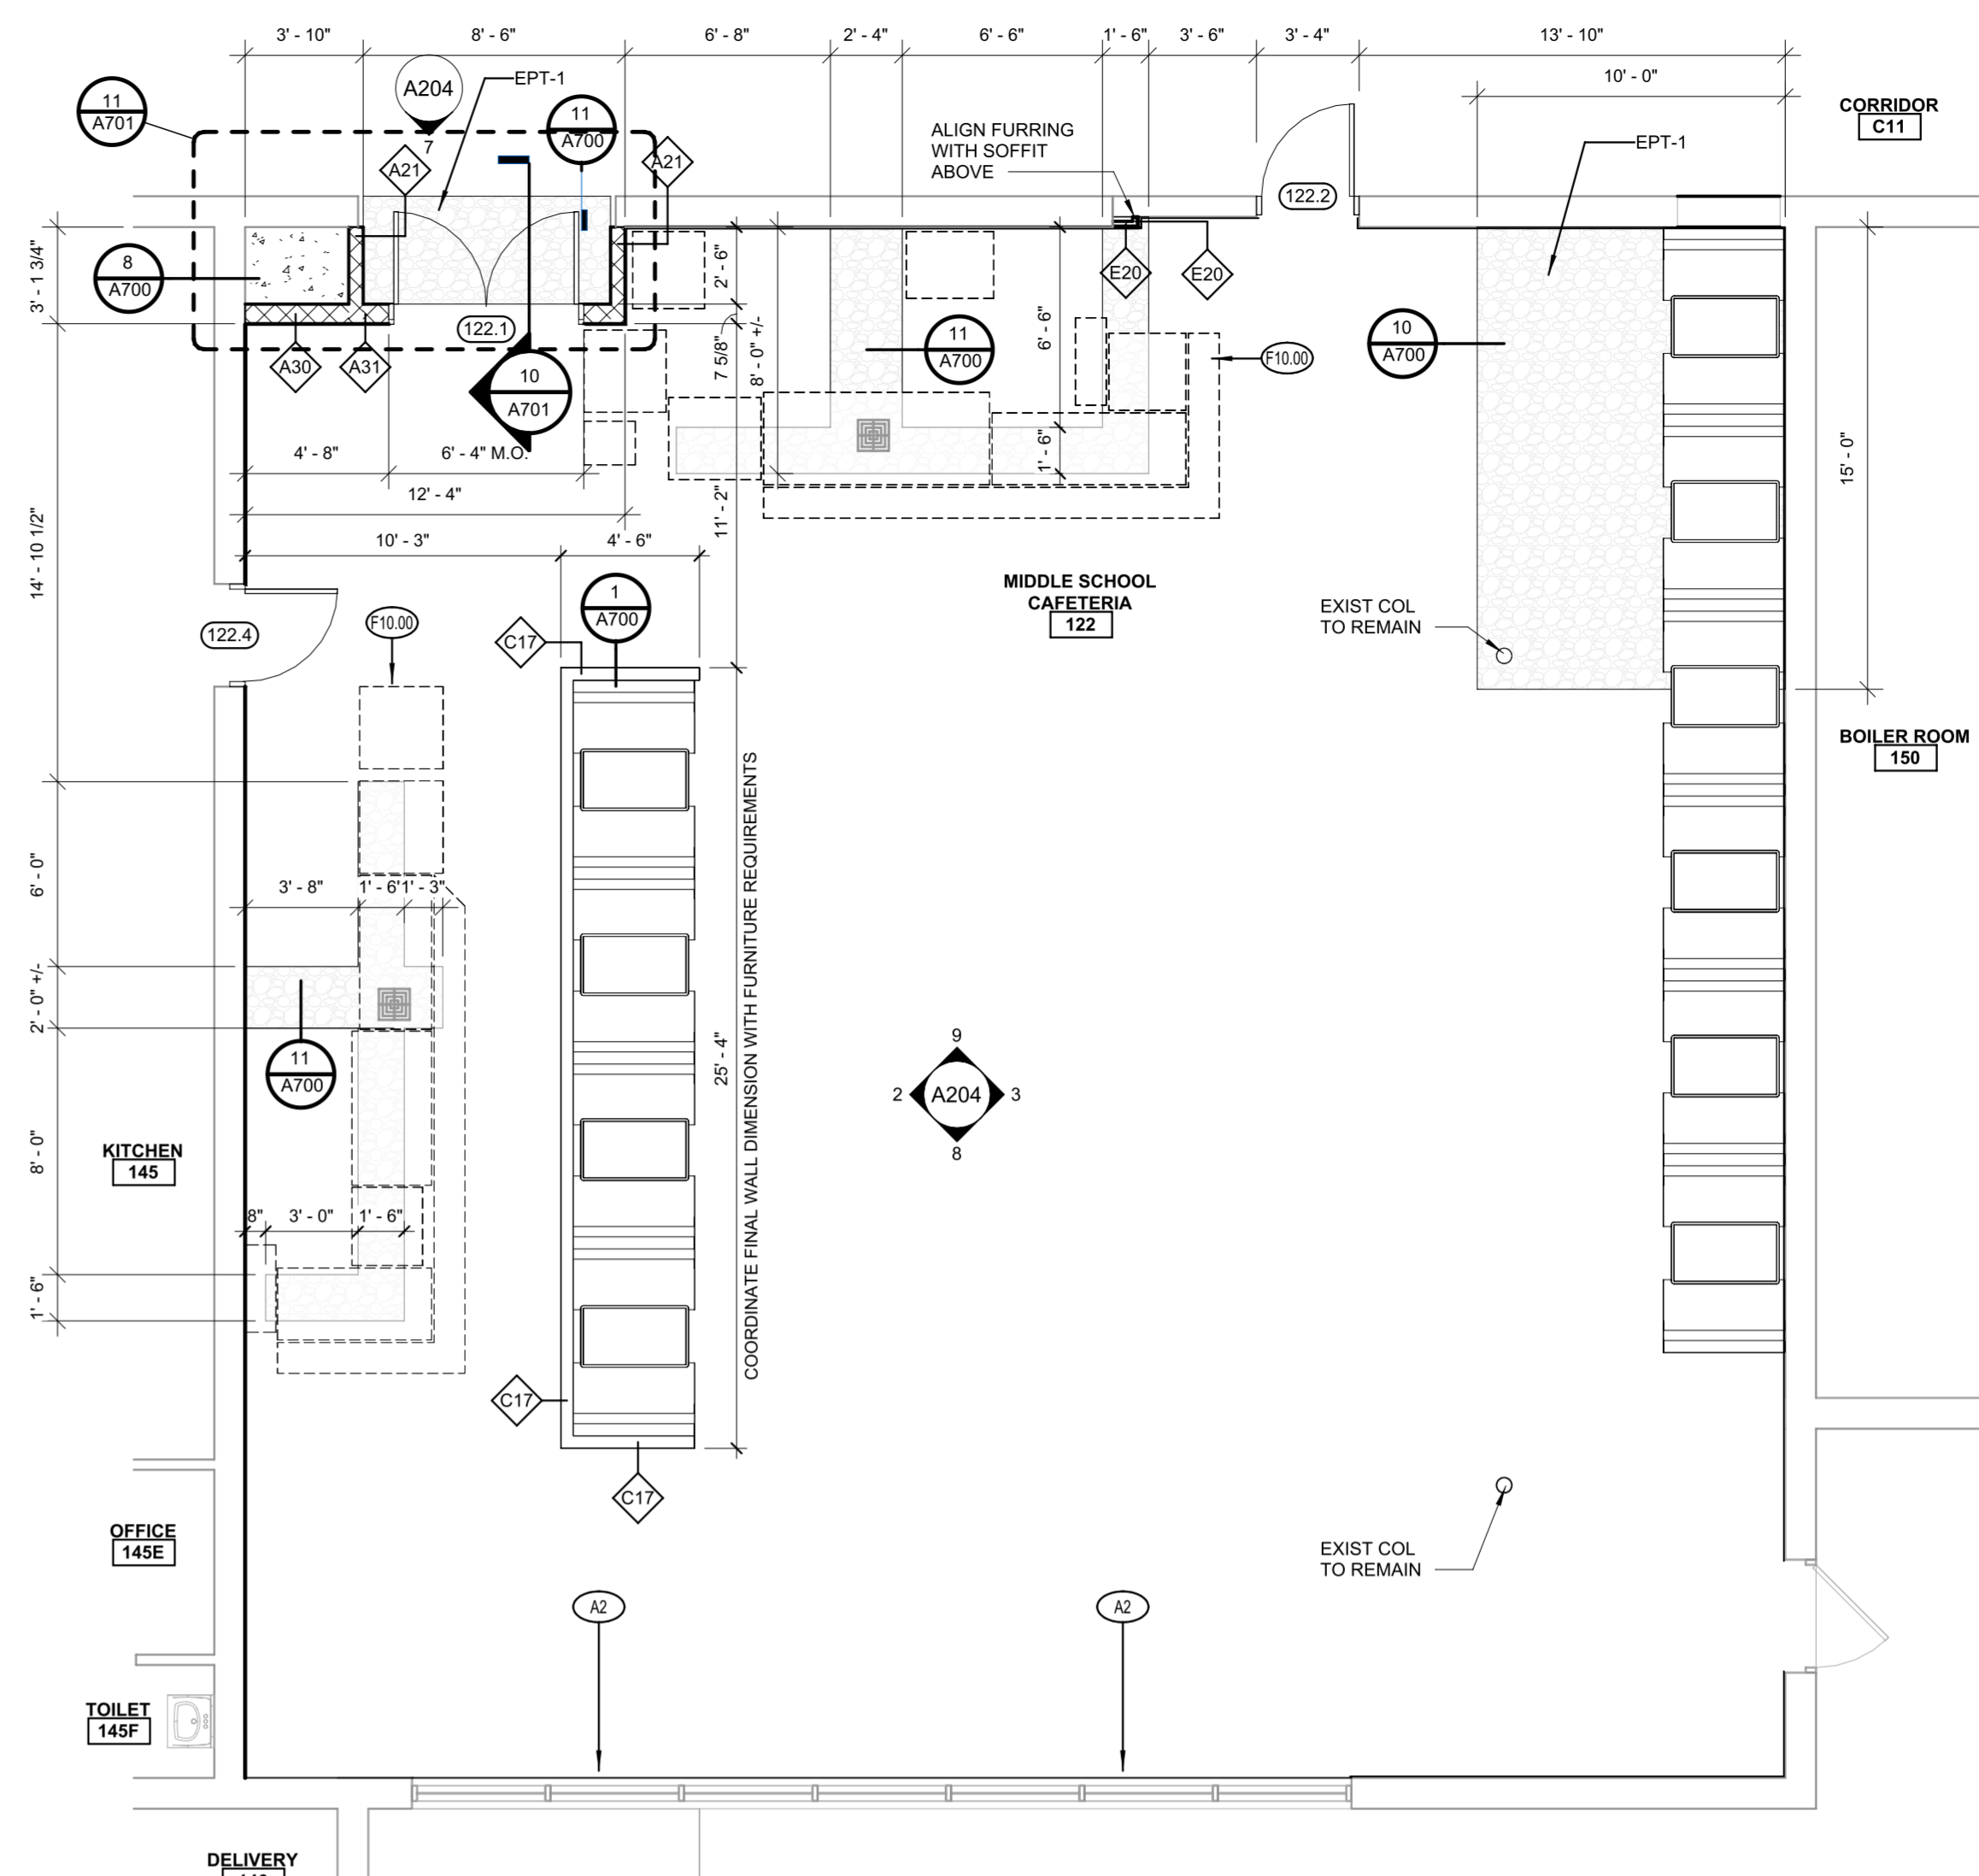 3' - 10"
8' - 6"
6' - 8"
2' - 4"
6' - 6"
1' - 6"
3' - 6"
3' - 4"
13' - 10"
10' - 0"
11
A701
A204
7
EPT-1
11
A700
A21
A21
ALIGN FURRING
WITH SOFFIT
ABOVE
EPT-1
CORRIDOR
C11
122.2
3' - 1 3/4"
8
A700
122.1
A30
A31
10
A701
2' - 6"
7 5/8"
8' - 0" +/-
11
A700
6' - 6"
1' - 6"
E20
E20
F10.00
10
A700
15' - 0"
4' - 8"
6' - 4" M.O.
12' - 4"
11' - 2"
10' - 3"
4' - 6"
14' - 10 1/2"
1
A700
C17
MIDDLE SCHOOL
CAFETERIA
122
EXIST COL
TO REMAIN
122.4
F10.00
BOILER ROOM
150
COORDINATE FINAL WALL DIMENSION WITH FURNITURE REQUIREMENTS
25' - 4"
6' - 0"
3' - 8"
1' - 6"
1' - 3"
2' - 0" +/-
11
A700
9
2
A204
3
8
KITCHEN
145
8' - 0"
8"
3' - 0"
1' - 6"
1' - 6"
C17
C17
OFFICE
145E
EXIST COL
TO REMAIN
A2
A2
TOILET
145F
DELIVERY